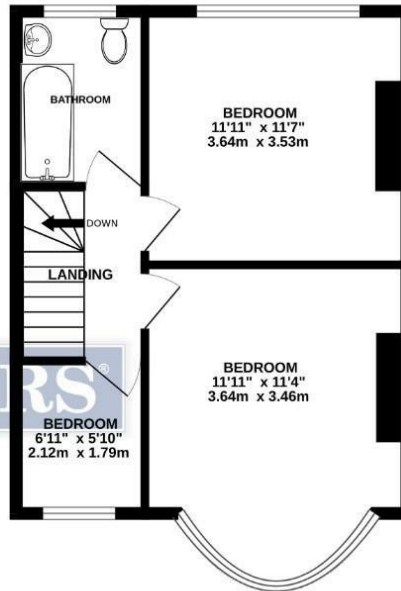 BATHROOM
BEDROOM
11'11" x 11'7"
3.64m x 3.53m
DOWN
LANDING
BEDROOM
11'11" x 11'4"
3.64m x 3.46m
RS®
BEDROOM
6'11" x 5'10"
2.12m x 1.79m